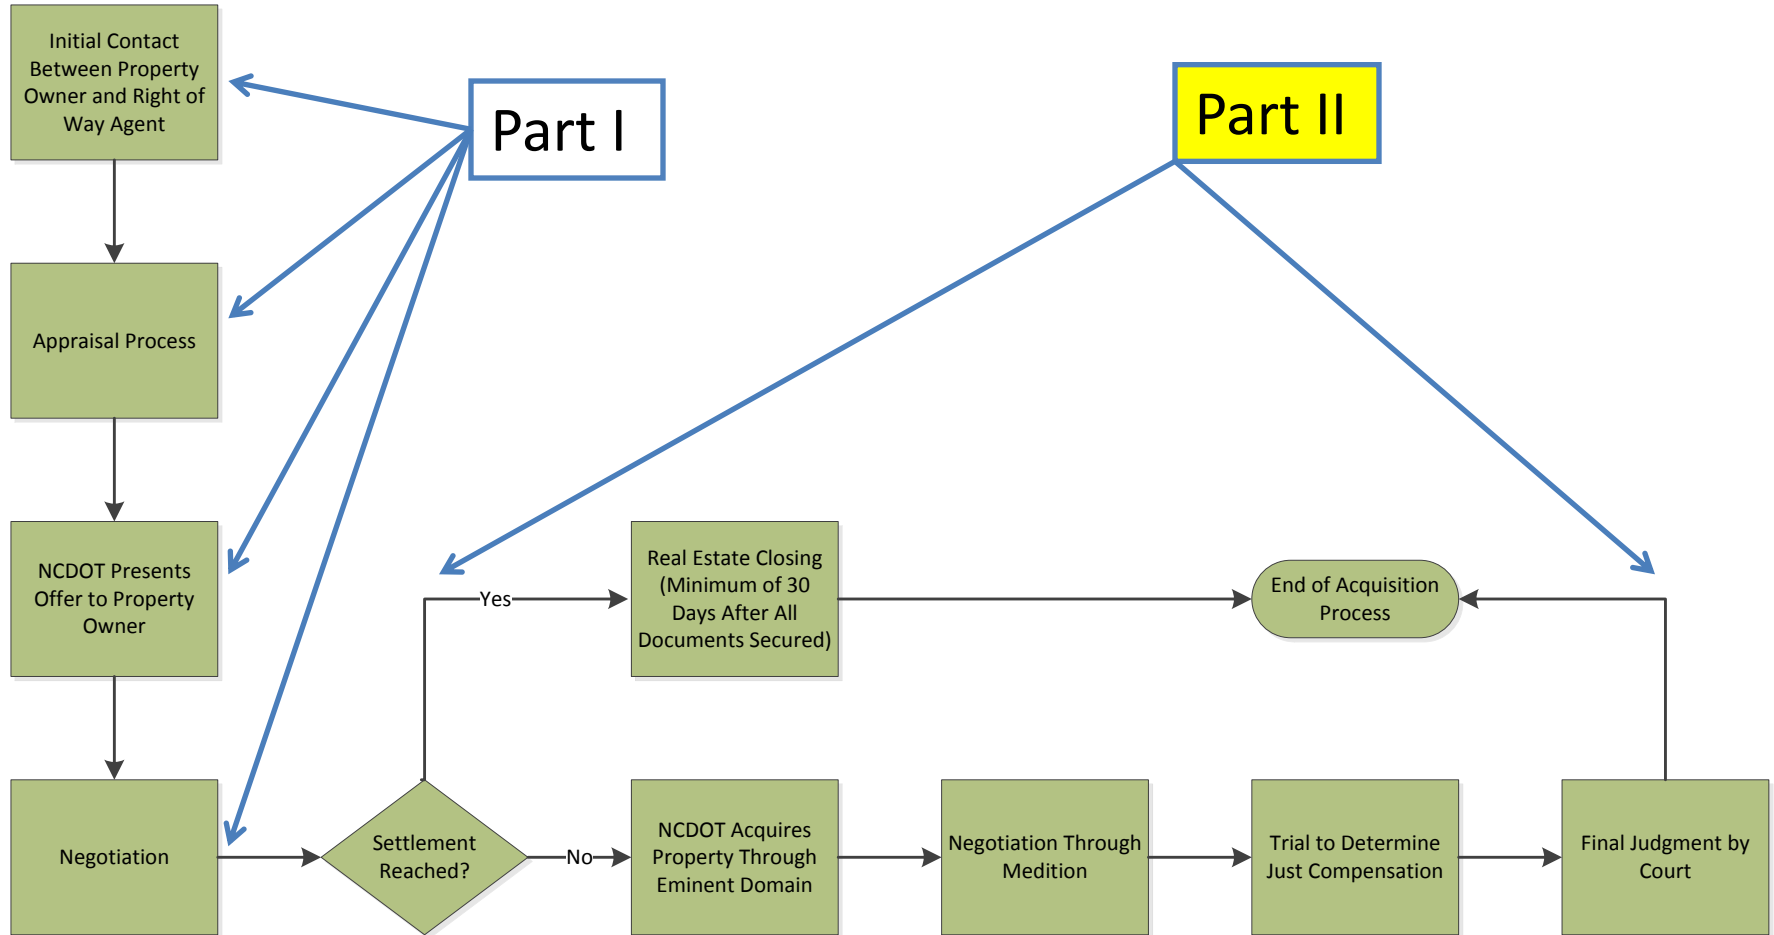 Initial Contact
Between Property
Owner and Right of
Way Agent
Part I
Part II
Appraisal Process
NCDOT Presents
Offer to Property
Owner
Yes
Real Estate Closing
(Minimum of 30
Days After All
Documents Secured)
End of Acquisition
Process
Negotiation
Settlement
Reached?
No
NCDOT Acquires
Property Through
Eminent Domain
Negotiation Through
Medition
Trial to Determine
Just Compensation
Final Judgment by
Court